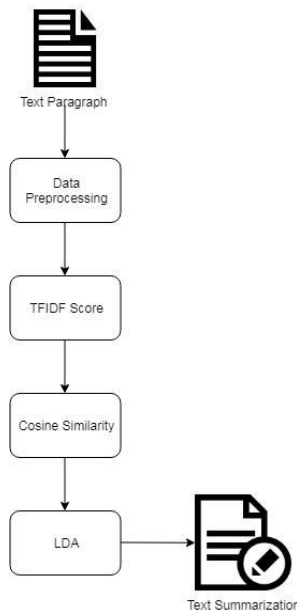 Text Paragraph
Data
Preprocessing
TFIDF Score
Cosine Similarity
LDA
Text Summarization